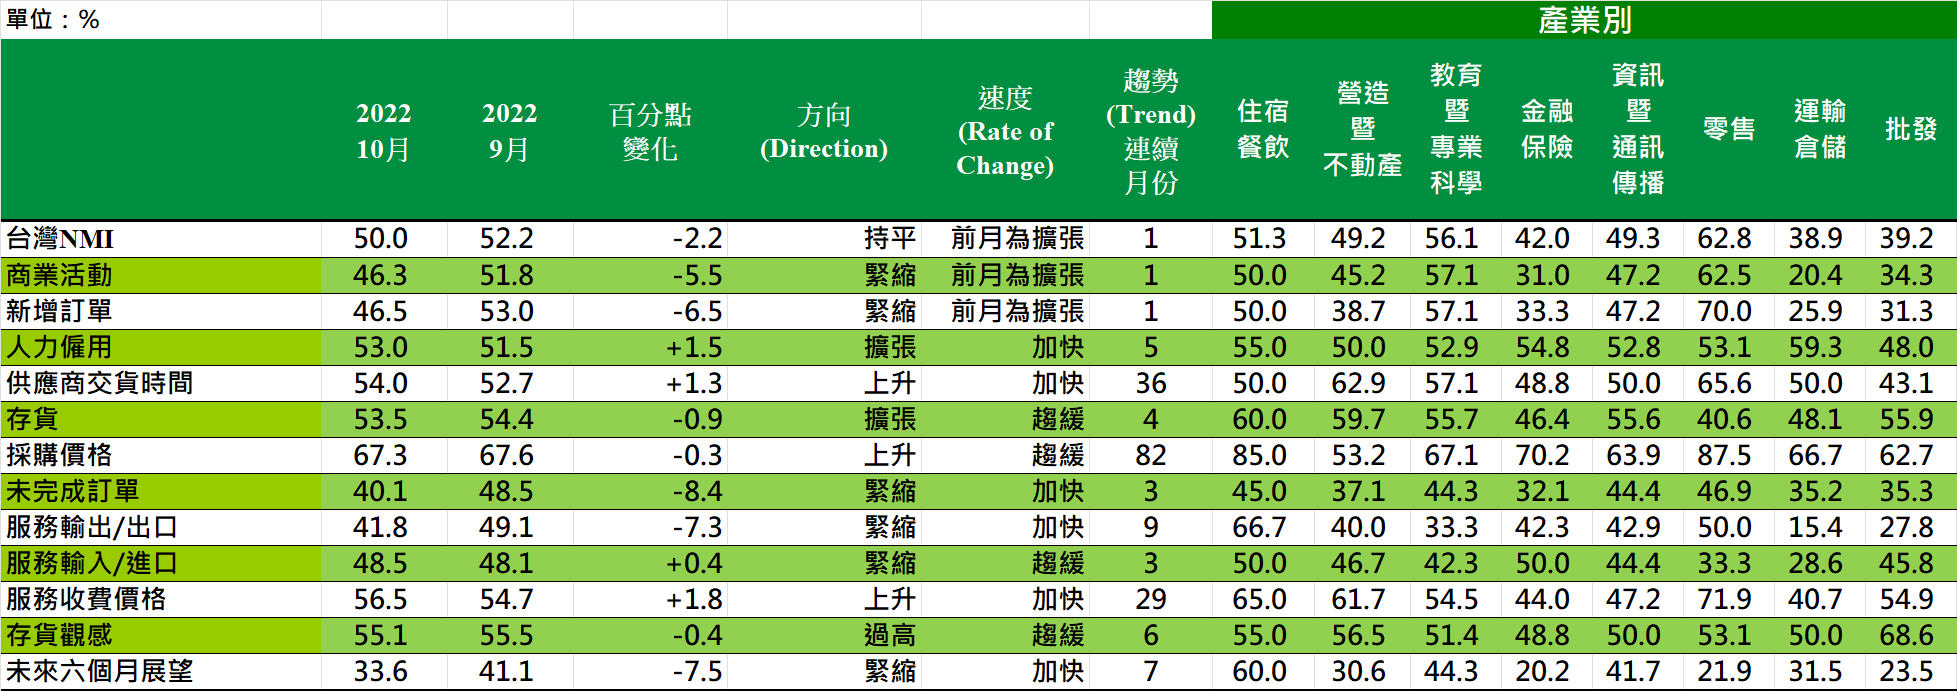 單位：%
產業別
2022 10月 2022 9月 百分點變化 方向(Direction) 速度(Rate of Change) 趨勢(Trend)連續月份 住宿餐飲 營造暨不動產 教育暨專業科學 金融保險 資訊暨通訊傳播 零售 運輸倉儲 批發
台灣NMI 50.0 52.2 -2.2 持平 前月為擴張 1 51.3 49.2 56.1 42.0 49.3 62.8 38.9 39.2
商業活動 46.3 51.8 -5.5 緊縮 前月為擴張 1 50.0 45.2 57.1 31.0 47.2 62.5 20.4 34.3
新增訂單 46.5 53.0 -6.5 緊縮 前月為擴張 1 50.0 38.7 57.1 33.3 47.2 70.0 25.9 31.3
人力僱用 53.0 51.5 +1.5 擴張 加快 5 55.0 50.0 52.9 54.8 52.8 53.1 59.3 48.0
供應商交貨時間 54.0 52.7 +1.3 上升 加快 36 50.0 62.9 57.1 48.8 50.0 65.6 50.0 43.1
存貨 53.5 54.4 -0.9 擴張 趨緩 4 60.0 59.7 55.7 46.4 55.6 40.6 48.1 55.9
採購價格 67.3 67.6 -0.3 上升 趨緩 82 85.0 53.2 67.1 70.2 63.9 87.5 66.7 62.7
未完成訂單 40.1 48.5 -8.4 緊縮 加快 3 45.0 37.1 44.3 32.1 44.4 46.9 35.2 35.3
服務輸出/出口 41.8 49.1 -7.3 緊縮 加快 9 66.7 40.0 33.3 42.3 42.9 50.0 15.4 27.8
服務輸入/進口 48.5 48.1 +0.4 緊縮 趨緩 3 50.0 46.7 42.3 50.0 44.4 33.3 28.6 45.8
服務收費價格 56.5 54.7 +1.8 上升 加快 29 65.0 61.7 54.5 44.0 47.2 71.9 40.7 54.9
存貨觀感 55.1 55.5 -0.4 過高 趨緩 6 55.0 56.5 51.4 48.8 50.0 53.1 50.0 68.6
未來六個月展望 33.6 41.1 -7.5 緊縮 加快 7 60.0 30.6 44.3 20.2 41.7 21.9 31.5 23.5